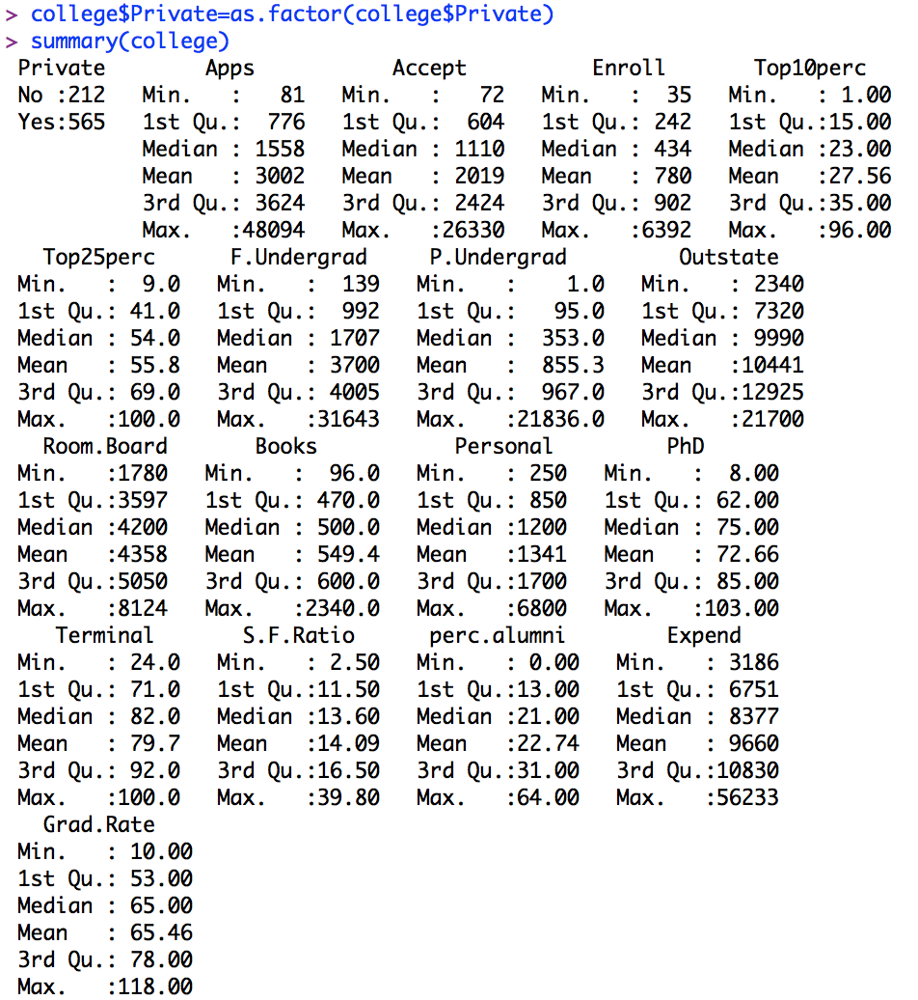 > college$Private=as.factor(college$Private)
> summary(college)
 Private        Apps           Accept          Enroll       Top10perc
 No :212   Min.   :   81   Min.   :   72   Min.   :  35   Min.   : 1.00
 Yes:565   1st Qu.:  776   1st Qu.:  604   1st Qu.: 242   1st Qu.:15.00
           Median : 1558   Median : 1110   Median : 434   Median :23.00
           Mean   : 3002   Mean   : 2019   Mean   : 780   Mean   :27.56
           3rd Qu.: 3624   3rd Qu.: 2424   3rd Qu.: 902   3rd Qu.:35.00
           Max.   :48094   Max.   :26330   Max.   :6392   Max.   :96.00
   Top25perc      F.Undergrad     P.Undergrad         Outstate
 Min.   :  9.0   Min.   :  139   Min.   :    1.0   Min.   : 2340
 1st Qu.: 41.0   1st Qu.:  992   1st Qu.:   95.0   1st Qu.: 7320
 Median : 54.0   Median : 1707   Median :  353.0   Median : 9990
 Mean   : 55.8   Mean   : 3700   Mean   :  855.3   Mean   :10441
 3rd Qu.: 69.0   3rd Qu.: 4005   3rd Qu.:  967.0   3rd Qu.:12925
 Max.   :100.0   Max.   :31643   Max.   :21836.0   Max.   :21700
   Room.Board       Books           Personal         PhD
 Min.   :1780   Min.   :  96.0   Min.   : 250   Min.   :  8.00
 1st Qu.:3597   1st Qu.: 470.0   1st Qu.: 850   1st Qu.: 62.00
 Median :4200   Median : 500.0   Median :1200   Median : 75.00
 Mean   :4358   Mean   : 549.4   Mean   :1341   Mean   : 72.66
 3rd Qu.:5050   3rd Qu.: 600.0   3rd Qu.:1700   3rd Qu.: 85.00
 Max.   :8124   Max.   :2340.0   Max.   :6800   Max.   :103.00
    Terminal       S.F.Ratio      perc.alumni        Expend
 Min.   : 24.0   Min.   : 2.50   Min.   : 0.00   Min.   : 3186
 1st Qu.: 71.0   1st Qu.:11.50   1st Qu.:13.00   1st Qu.: 6751
 Median : 82.0   Median :13.60   Median :21.00   Median : 8377
 Mean   : 79.7   Mean   :14.09   Mean   :22.74   Mean   : 9660
 3rd Qu.: 92.0   3rd Qu.:16.50   3rd Qu.:31.00   3rd Qu.:10830
 Max.   :100.0   Max.   :39.80   Max.   :64.00   Max.   :56233
   Grad.Rate
 Min.   : 10.00
 1st Qu.: 53.00
 Median : 65.00
 Mean   : 65.46
 3rd Qu.: 78.00
 Max.   :118.00